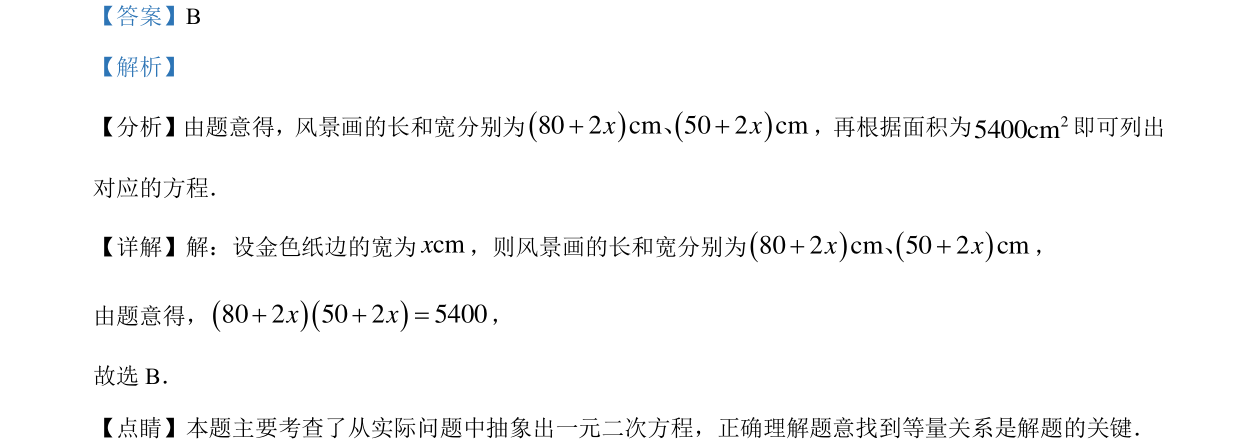 【答案】B
【解析】
【分析】由题意得，风景画的长和宽分别为(80+2x)cm、(50+2x)cm，再根据面积为5400cm²即可列出
对应的方程．
【详解】解：设金色纸边的宽为xcm，则风景画的长和宽分别为(80+2x)cm、(50+2x)cm，
由题意得，(80+2x)(50+2x)=5400，
故选 B．
【点睛】本题主要考查了从实际问题中抽象出一元二次方程，正确理解题意找到等量关系是解题的关键．